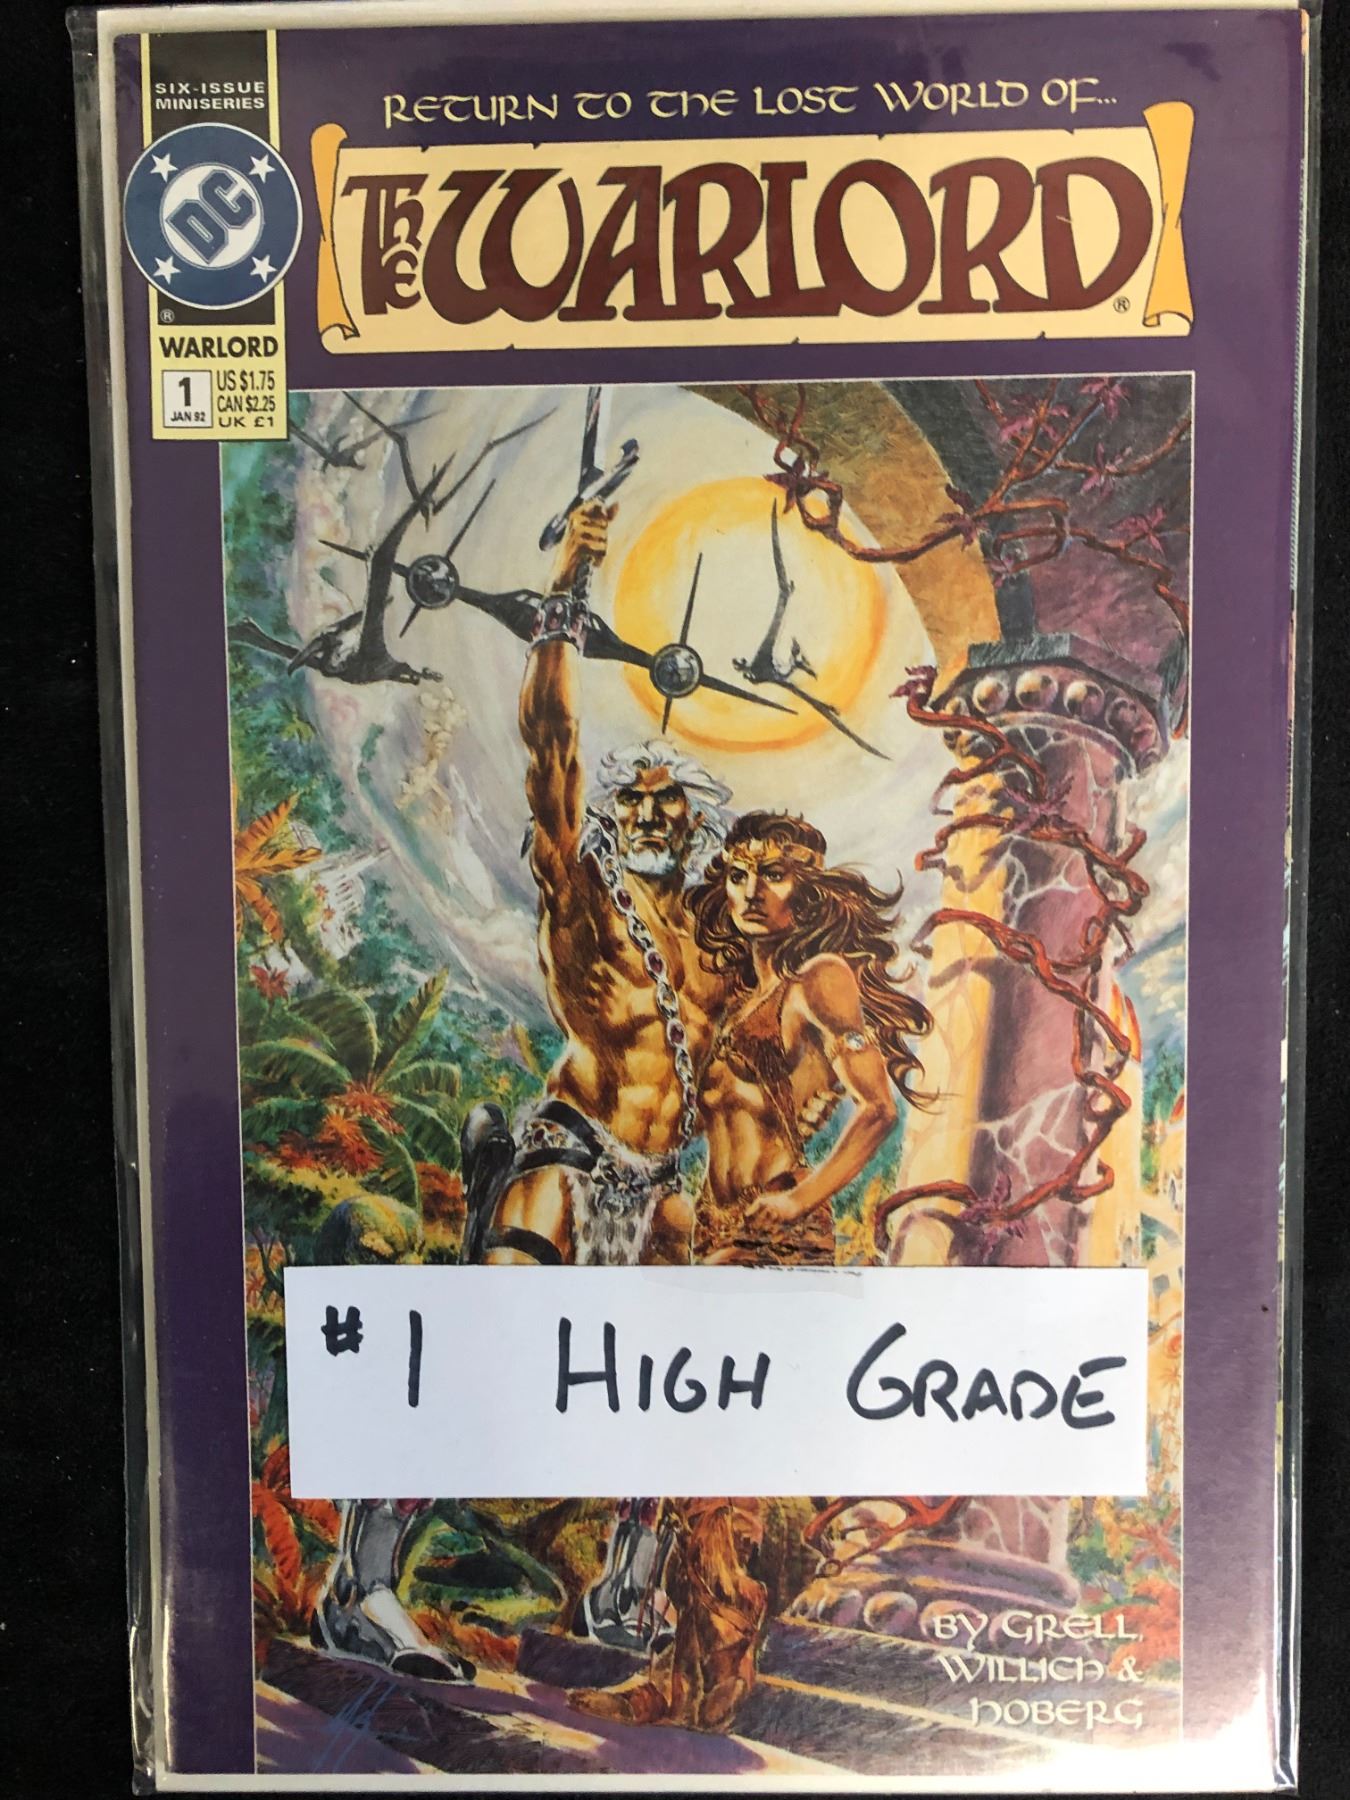 SIX-ISSUE
MINISERIES
DC
®
WARLORD
1
JAN 92
US $1.75
CAN $2.25
UK £1
RETURN TO THE LOST WORLD OF...
THE WARLORD®
#1 HIGH GRADE
BY GRELL,
WILLICH &
HOBERG